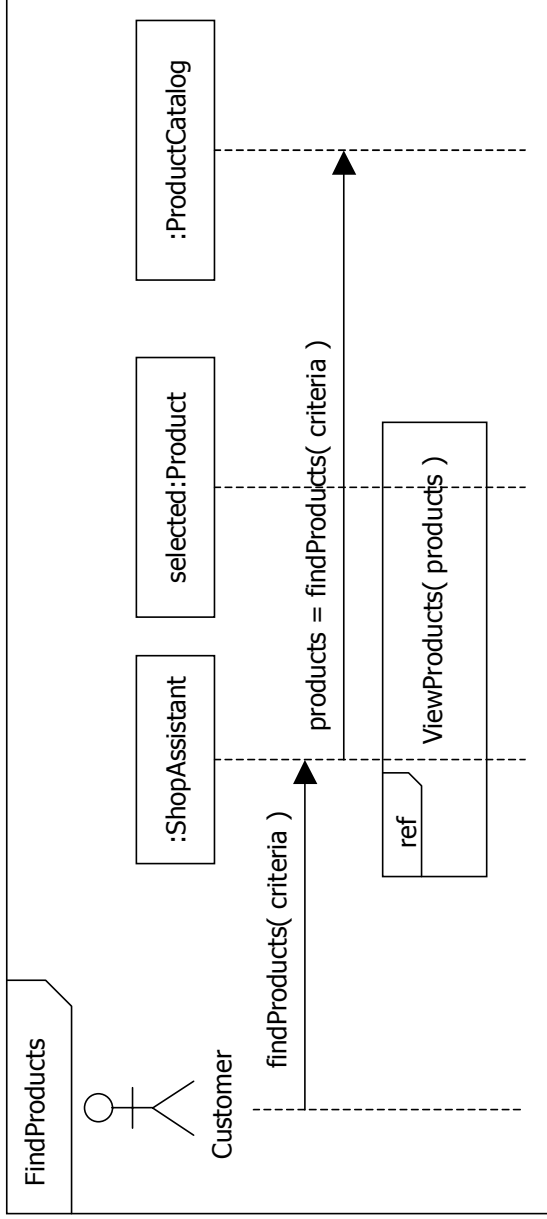 FindProducts
Customer
:ShopAssistant
selected:Product
:ProductCatalog
findProducts( criteria )
products = findProducts( criteria )
ref
ViewProducts( products )